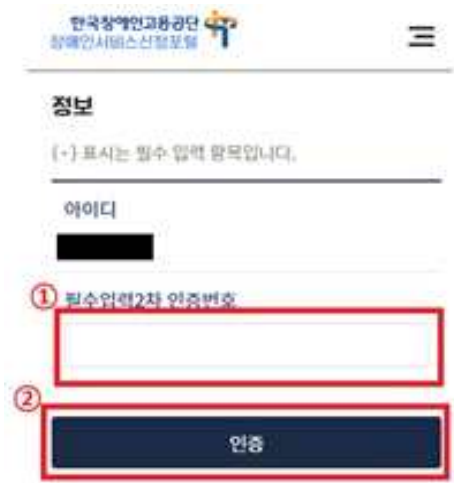 한국장애인고용공단
장애인서비스신청포털
정보
(-) 표시는 필수 입력 항목입니다.
아이디
① 필수입력2차 인증번호
②
인증